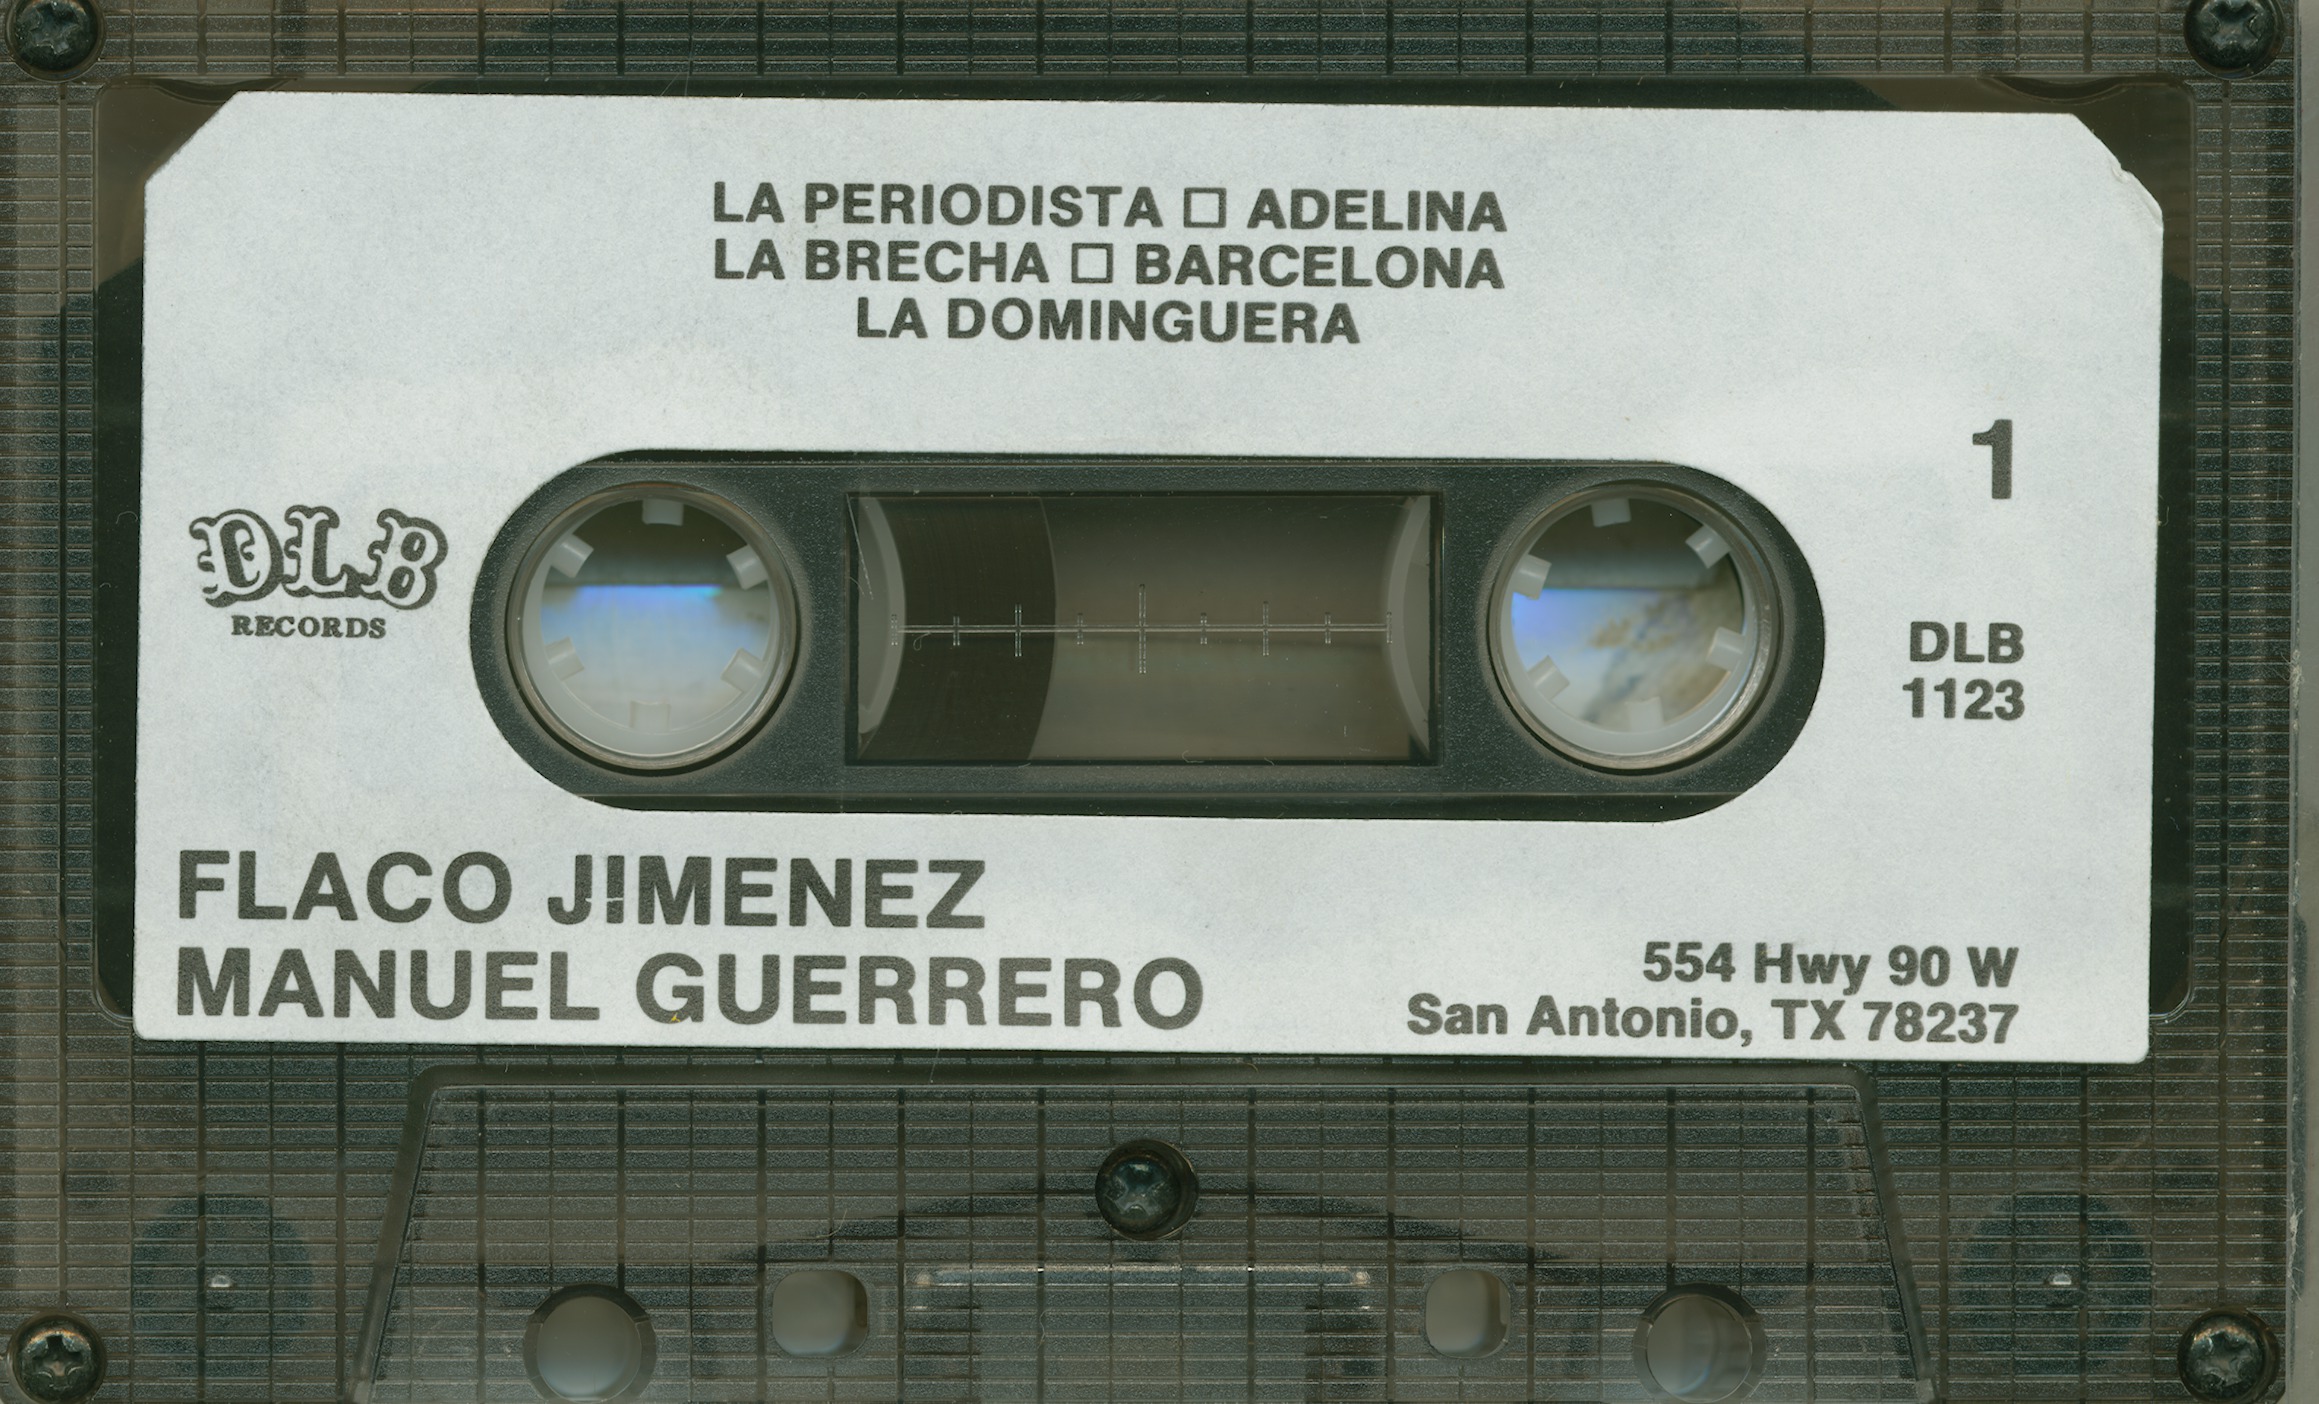 LA PERIODISTA □ ADELINA
LA BRECHA □ BARCELONA
LA DOMINGUERA
1
DLB
RECORDS
DLB
1123
FLACO J!MENEZ
MANUEL GUERRERO
554 Hwy 90 W
San Antonio, TX 78237